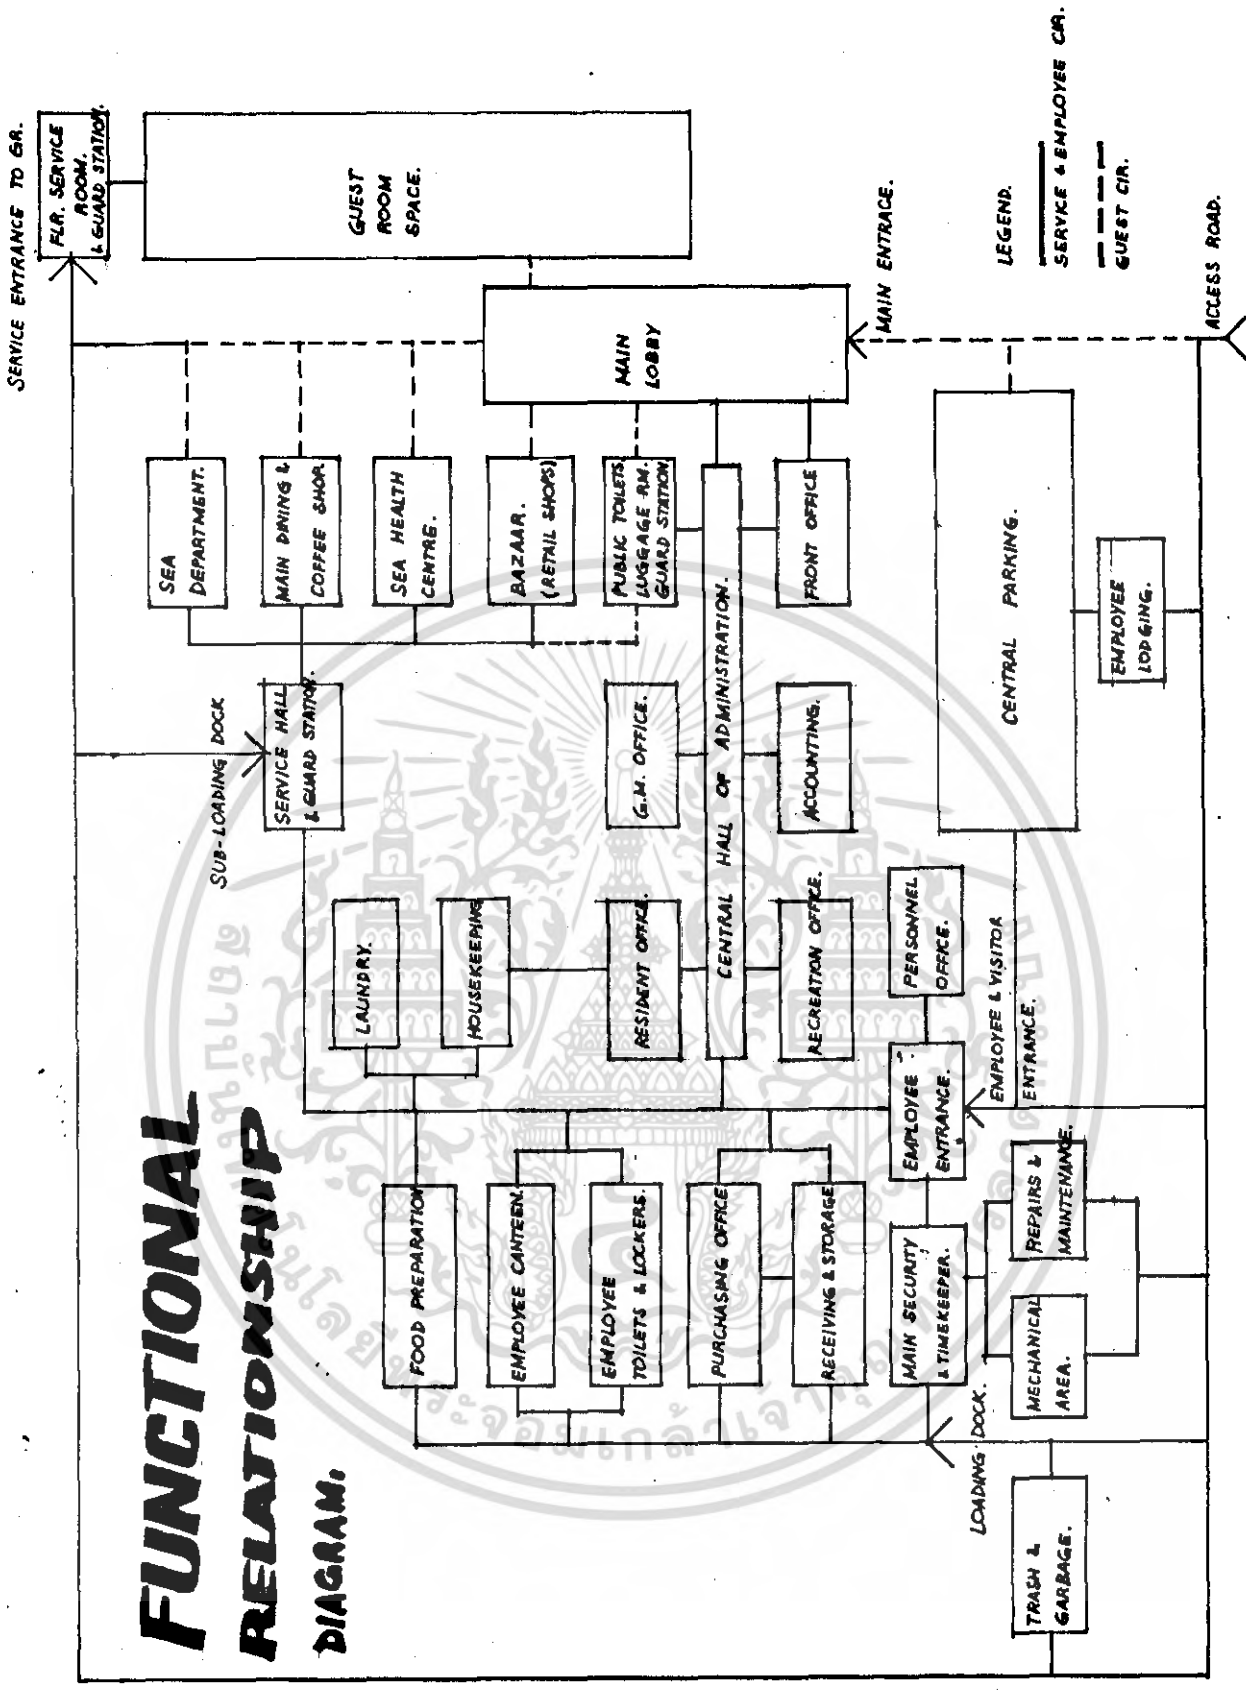 FUNCTIONAL
RELATIONSHIP
DIAGRAM.
SERVICE ENTRANCE TO GR.
FLR. SERVICE
ROOM.
& GUARD STATION.
GUEST
ROOM
SPACE.
MAIN
LOBBY
MAIN ENTRACE.
LEGEND.
SERVICE & EMPLOYEE CIR.
GUEST CIR.
ACCESS ROAD.
SEA
DEPARTMENT.
MAIN DINING &
COFFEE SHOP.
SEA HEALTH
CENTRE.
BAZAAR.
(RETAIL SHOPS)
PUBLIC TOILETS
LUGGAGE RM.
GUARD STATION
FRONT OFFICE
CENTRAL HALL OF ADMINISTRATION.
SUB-LOADING DOCK
SERVICE HALL
& GUARD STATION.
G.M. OFFICE.
ACCOUNTING.
CENTRAL PARKING.
EMPLOYEE
LODGING.
LAUNDRY.
HOUSEKEEPING
RESIDENT OFFICE.
RECREATION OFFICE.
PERSONNEL
OFFICE.
EMPLOYEE & VISITOR
ENTRANCE.
EMPLOYEE
ENTRANCE.
FOOD PREPARATION
EMPLOYEE CANTEEN.
EMPLOYEE
TOILETS & LOCKERS.
PURCHASING OFFICE
RECEIVING & STORAGE
MAIN SECURITY
& TIMEKEEPER.
REPAIRS &
MAINTENANCE.
MECHANICAL
AREA.
LOADING DOCK.
TRASH &
GARBAGE.